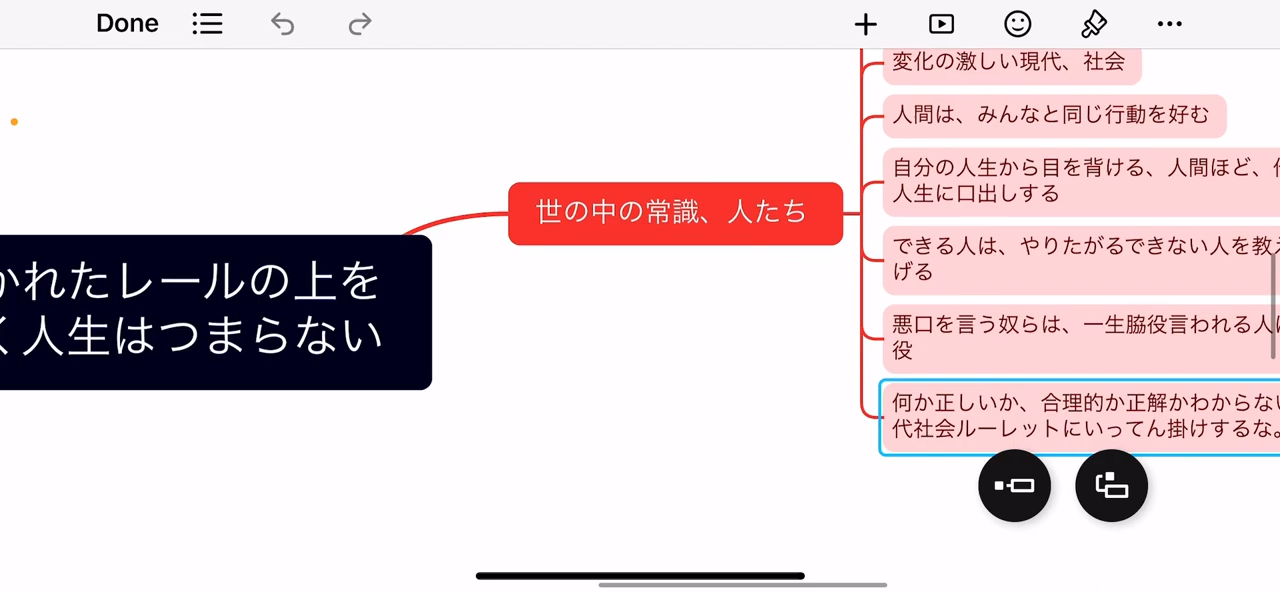 Done
変化の激しい現代、社会
人間は、みんなと同じ行動を好む
自分の人生から目を背ける、人間ほど、
人生に口出しする
世の中の常識、人たち
できる人は、やりたがるできない人を教え
げる
かれたレールの上を
く人生はつまらない
悪口を言う奴らは、一生脇役言われる人は
役
何か正しいか、合理的か正解かわからない
代社会ルーレットにいってん掛けするな。